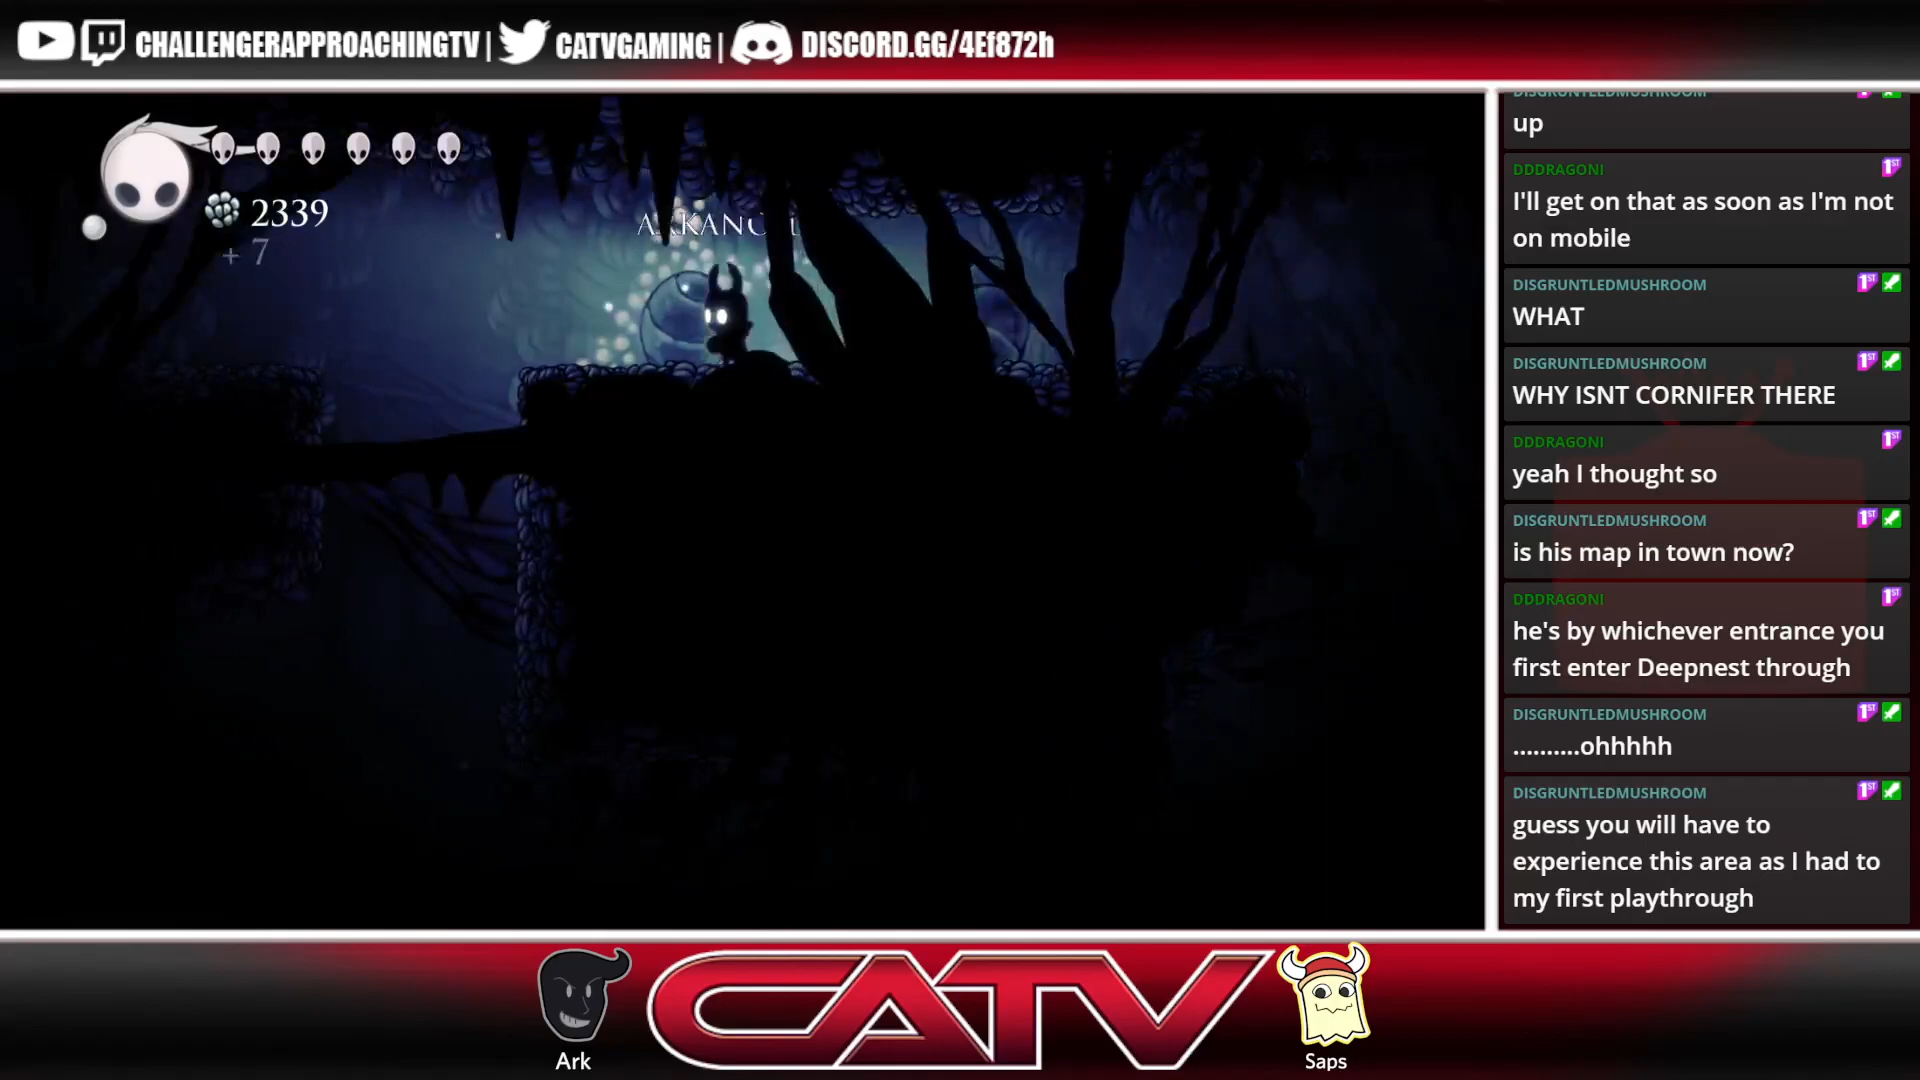 CHALLENGERAPPROACHINGTV | CATVGAMING | DISCORD.GG/4Ef872h
2339
+ 7
DISGRUNTLEDMUSHROOM
up
DDDRAGONI
I'll get on that as soon as I'm not
on mobile
DISGRUNTLEDMUSHROOM
WHAT
DISGRUNTLEDMUSHROOM
WHY ISNT CORNIFER THERE
DDDRAGONI
yeah I thought so
DISGRUNTLEDMUSHROOM
is his map in town now?
DDDRAGONI
he's by whichever entrance you
first enter Deepnest through
DISGRUNTLEDMUSHROOM
..........ohhhhh
DISGRUNTLEDMUSHROOM
guess you will have to
experience this area as I had to
my first playthrough
Ark
CATV
Saps